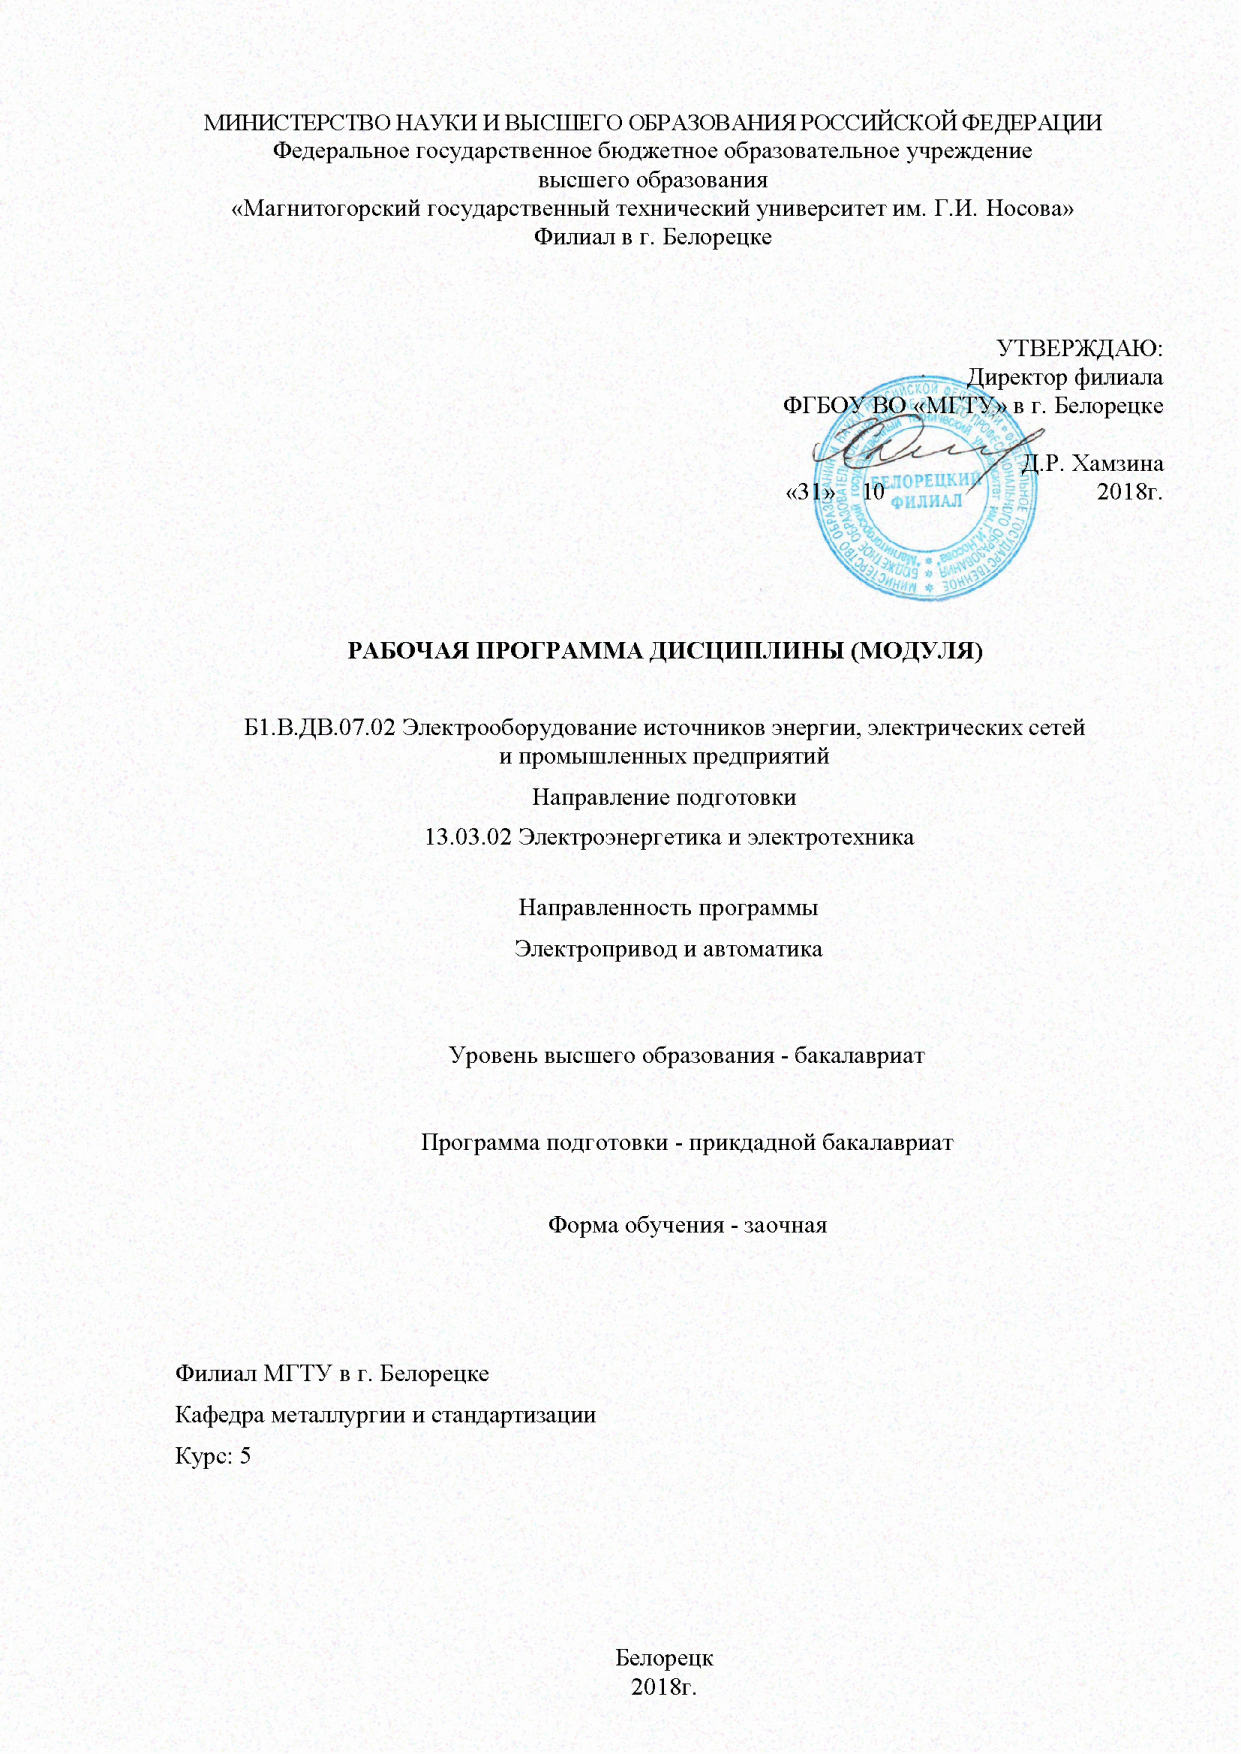 МИНИСТЕРСТВО НАУКИ И ВЫСШЕГО ОБРАЗОВАНИЯ РОССИЙСКОЙ ФЕДЕРАЦИИ
Федеральное государственное бюджетное образовательное учреждение
высшего образования
«Магнитогорский государственный технический университет им. Г.И. Носова»
Филиал в г. Белорецке
УТВЕРЖДАЮ:
Директор филиала
ФГБОУ ВО «МГТУ» в г. Белорецке
Д.Р. Хамзина
«31» 10 2018г.
БЕЛОРЕЦКИЙ
ФИЛИАЛ
РАБОЧАЯ ПРОГРАММА ДИСЦИПЛИНЫ (МОДУЛЯ)
Б1.В.ДВ.07.02 Электрооборудование источников энергии, электрических сетей
и промышленных предприятий
Направление подготовки
13.03.02 Электроэнергетика и электротехника
Направленность программы
Электропривод и автоматика
Уровень высшего образования - бакалавриат
Программа подготовки - прикдадной бакалавриат
Форма обучения - заочная
Филиал МГТУ в г. Белорецке
Кафедра металлургии и стандартизации
Курс: 5
Белорецк
2018г.